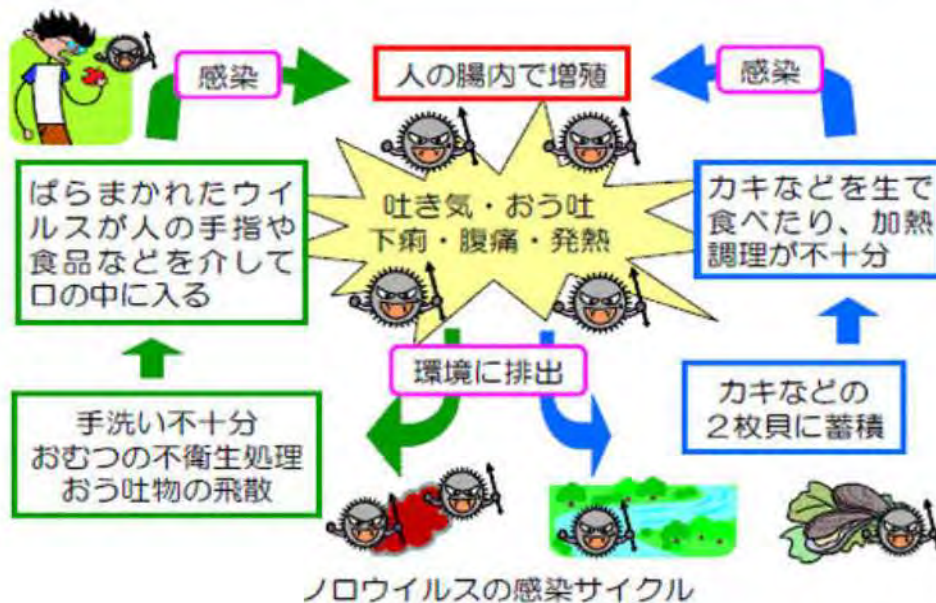 感染
人の腸内で増殖
感染
ばらまかれたウイ
ルスが人の手指や
食品などを介して
口の中に入る
吐き気・おう吐
下痢・腹痛・発熱
カキなどを生で
食べたり、加熱
調理が不十分
環境に排出
手洗い不十分
おむつの不衛生処理
おう吐物の飛散
カキなどの
２枚貝に蓄積
ノロウイルスの感染サイクル